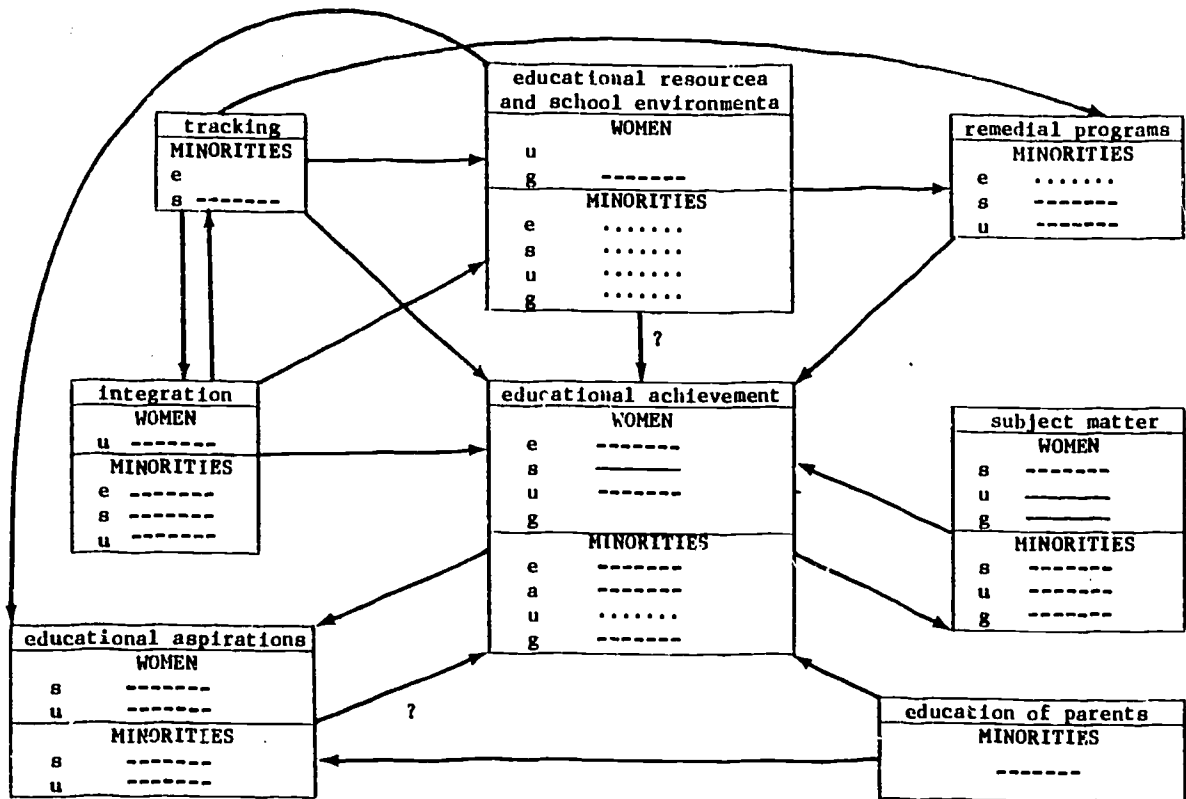 educational resourcea
and school environmenta
WOMEN
u
g -------
MINORITIES
e .......
s .......
u .......
g .......
tracking
MINORITIES
e
s -------
remedial programs
MINORITIES
e .......
s -------
u -------
?
integration
WOMEN
u -------
MINORITIES
e -------
s -------
u -------
educational achievement
WOMEN
e -------
s ———
u -------
g
MINORITIES
e -------
a -------
u .......
g -------
subject matter
WOMEN
s -------
u ———
g ———
MINORITIES
s -------
u -------
g -------
educational aspirations
WOMEN
s -------
u -------
MINORITIES
s -------
u -------
?
education of parents
MINORITIES
-------